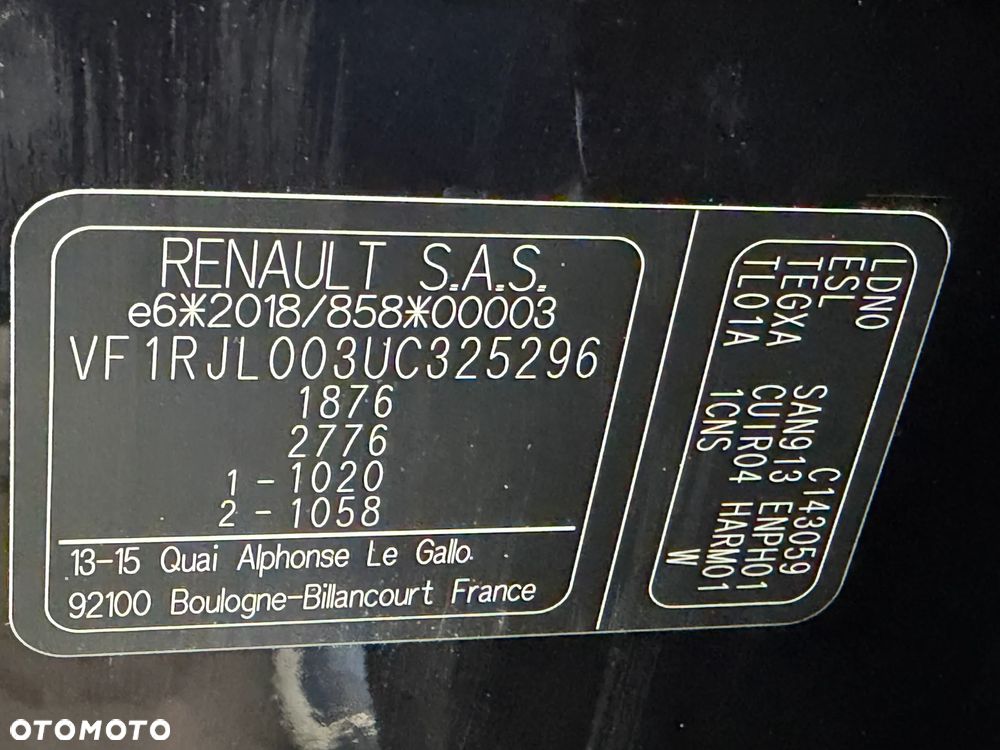 RENAULT S.A.S.
e6*2018/858*00003
VF1RJL003UC325296
1876
2776
1 - 1020
2 - 1058
13-15 Quai Alphonse Le Gallo
92100 Boulogne-Billancourt France
LDNO C143059
ESL SAN913 ENPH01
TEGXA CUIR04 HARM01
TL01A 1CNS W
OTOMOTO